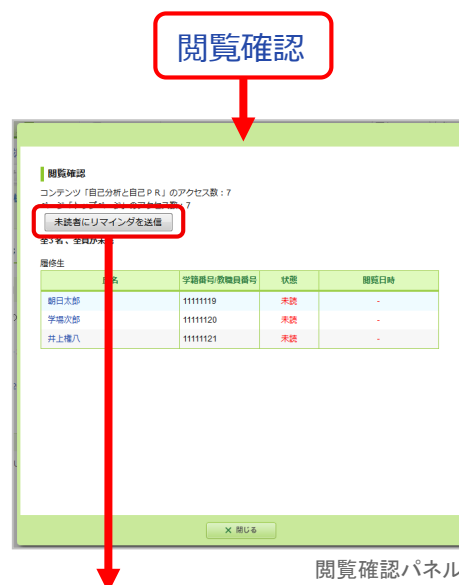 閲覧確認
閲覧確認
コンテンツ「自己分析と自己ＰＲ」のアクセス数：7
未読者にリマインダを送信
履修生
学籍番号/教職員番号 状態 閲覧日時
朝日太郎 11111119 未読 -
学場次郎 11111120 未読 -
井上権八 11111121 未読 -
× 閉じる
閲覧確認パネル